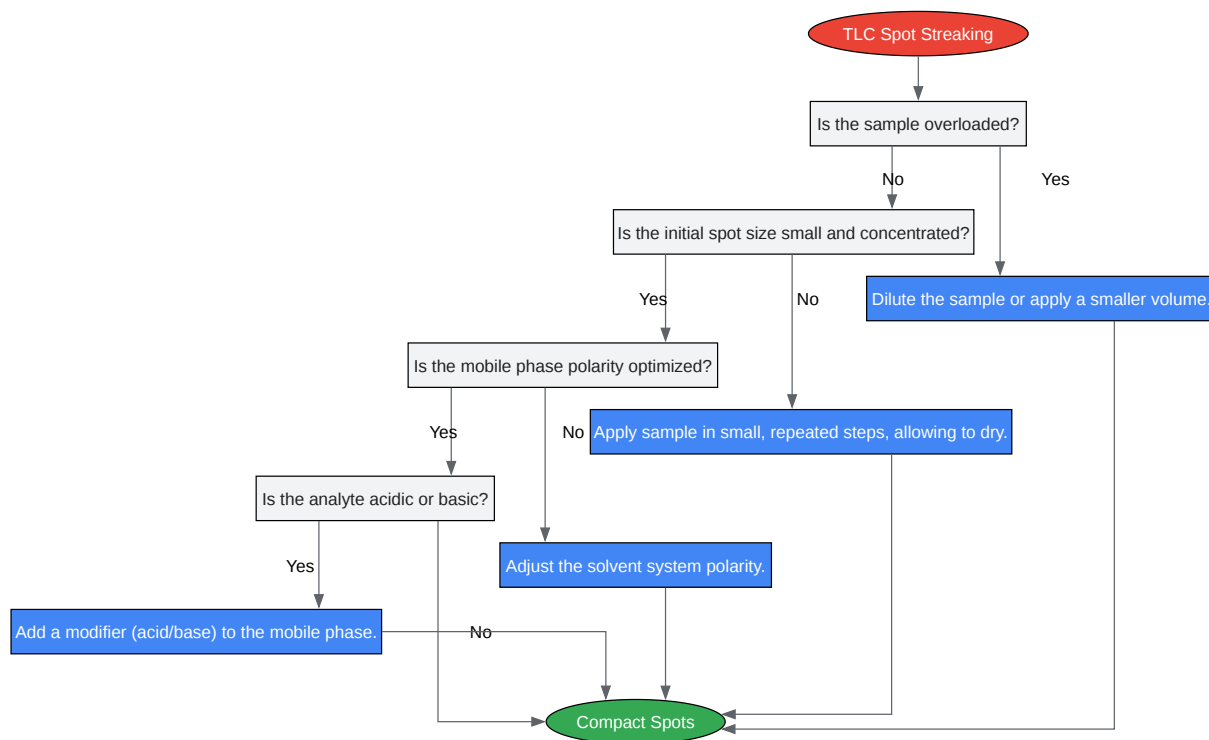 TLC Spot Streaking
Is the sample overloaded?
No
Yes
Is the initial spot size small and concentrated?
Yes
No
Dilute the sample or apply a smaller volume.
Is the mobile phase polarity optimized?
Yes
No
Apply sample in small, repeated steps, allowing to dry.
Is the analyte acidic or basic?
Yes
Adjust the solvent system polarity.
Add a modifier (acid/base) to the mobile phase.
No
Compact Spots